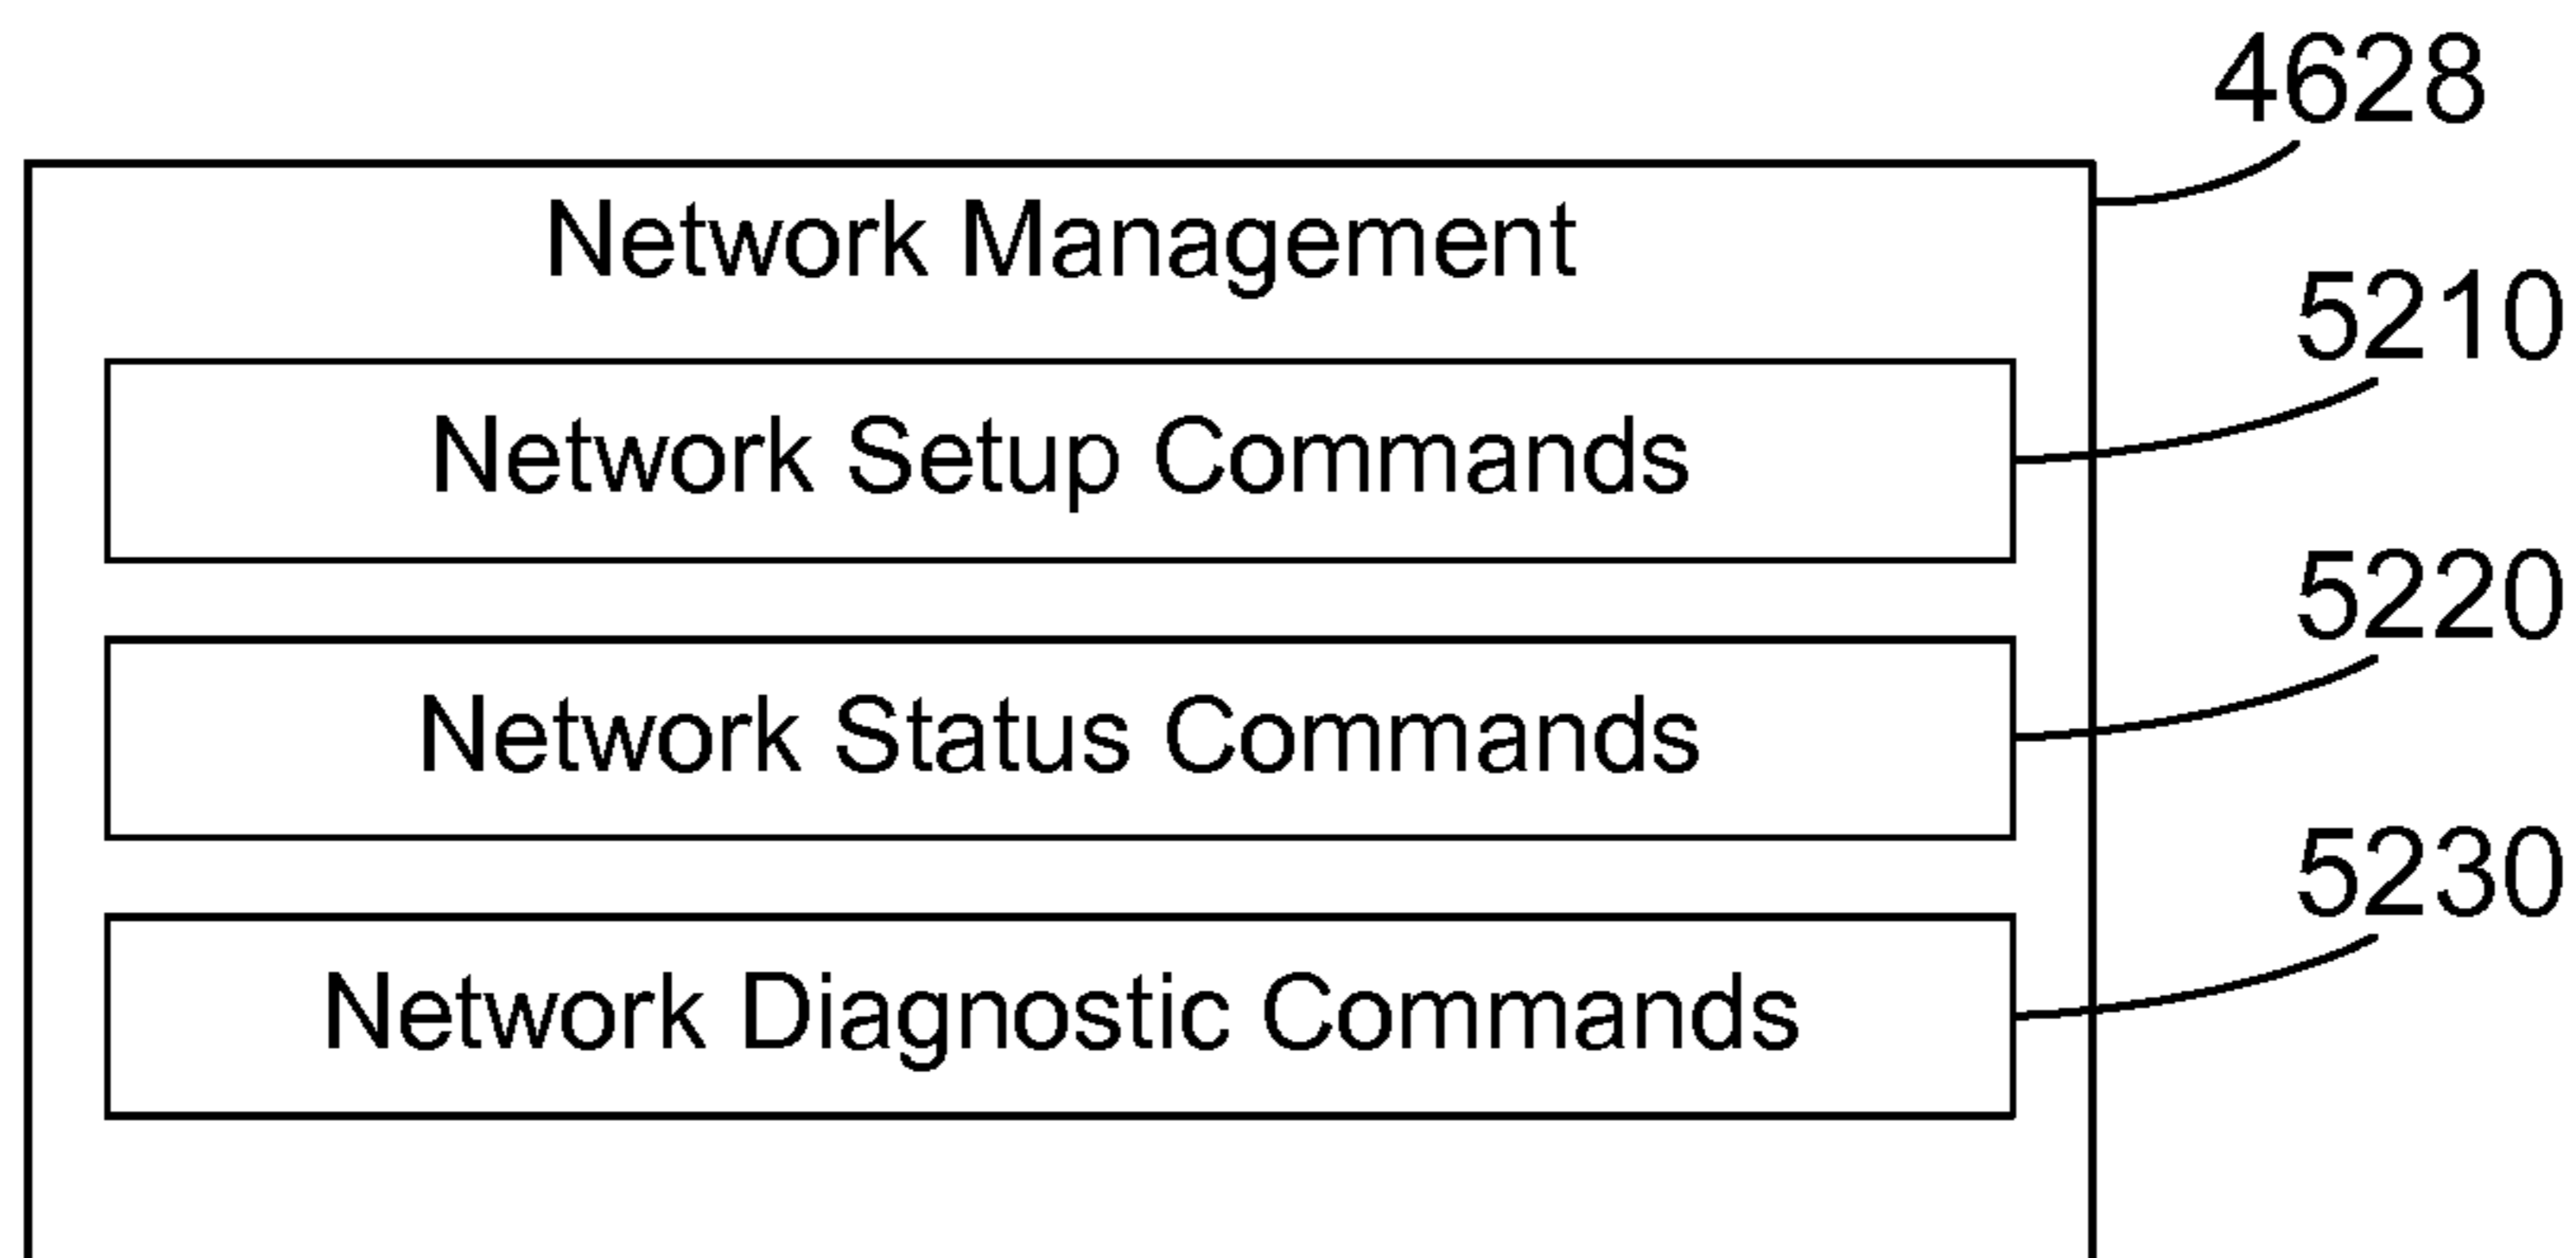 4628
Network Management
5210
Network Setup Commands
5220
Network Status Commands
5230
Network Diagnostic Commands